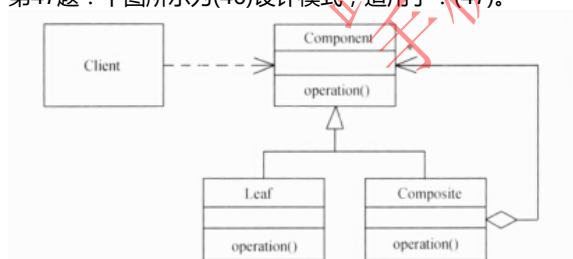 第47题：下图所示为(46)设计模式，适用于：(47)。
Component
Client
operation()
Leaf
Composite
operation()
operation()